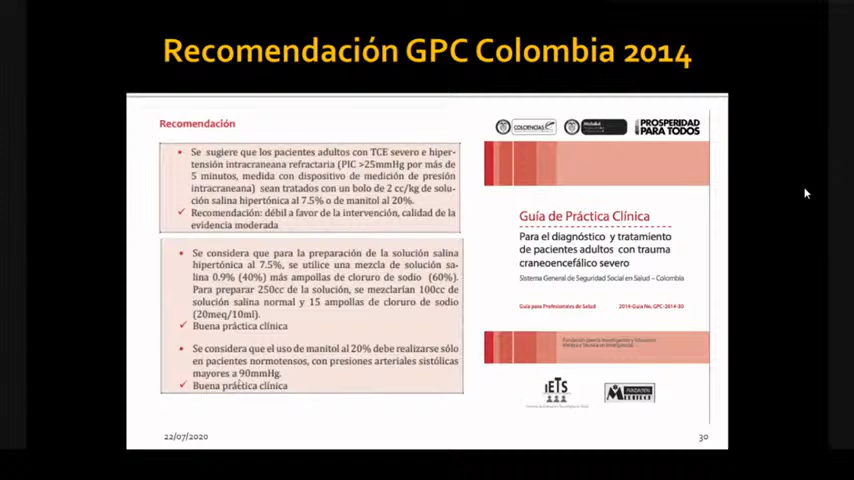 Recomendación GPC Colombia 2014
Recomendación
• Se sugiere que los pacientes adultos con TCE severo e hiper-
tensión intracraneana refractaria (PIC >25mmHg por más de
5 minutos, medida con dispositivo de medición de presión
intracraneana) sean tratados con un bolo de 2 cc/kg de solu-
ción salina hipertónica al 7.5% o de manitol al 20%.
✓ Recomendación: débil a favor de la intervención, calidad de la
evidencia moderada
• Se considera que para la preparación de la solución salina
hipertónica al 7.5%, se utilice una mezcla de solución sa-
lina 0.9% (40%) más ampollas de cloruro de sodio (60%).
Para preparar 250cc de la solución, se mezclarían 100cc de
solución salina normal y 15 ampollas de cloruro de sodio
(20meq/10ml).
✓ Buena práctica clínica
• Se considera que el uso de manitol al 20% debe realizarse sólo
en pacientes normotensos, con presiones arteriales sistólicas
mayores a 90mmHg.
✓ Buena práctica clínica
COLCIENCIAS
MinSalud
PROSPERIDAD
PARA TODOS
Guía de Práctica Clínica
Para el diagnóstico y tratamiento
de pacientes adultos con trauma
craneoencefálico severo
Sistema General de Seguridad Social en Salud – Colombia
Guía para Profesionales de Salud 2014-Guía No. GPC-2014-30
IETS
FUNDACIÓN
MEDITECH
22/07/2020
30